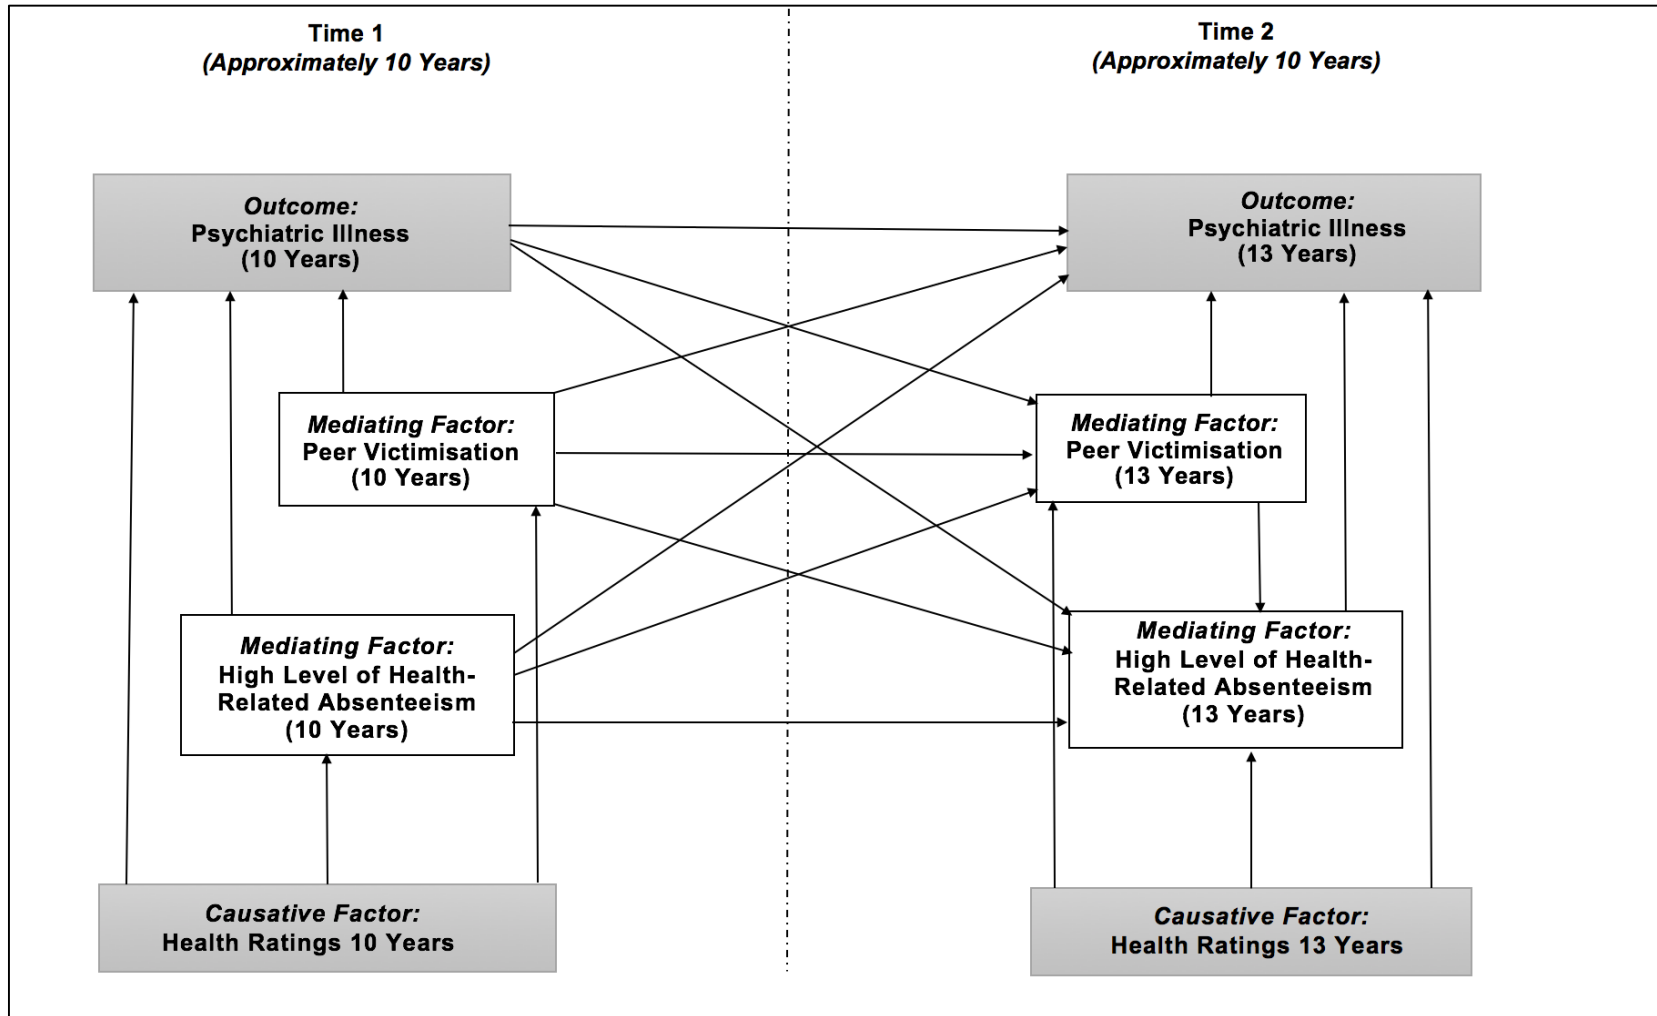 Time 1
(Approximately 10 Years)
Time 2
(Approximately 10 Years)
Outcome:
Psychiatric Illness
(10 Years)
Outcome:
Psychiatric Illness
(13 Years)
Mediating Factor:
Peer Victimisation
(10 Years)
Mediating Factor:
Peer Victimisation
(13 Years)
Mediating Factor:
High Level of Health-
Related Absenteeism
(10 Years)
Mediating Factor:
High Level of Health-
Related Absenteeism
(13 Years)
Causative Factor:
Health Ratings 10 Years
Causative Factor:
Health Ratings 13 Years